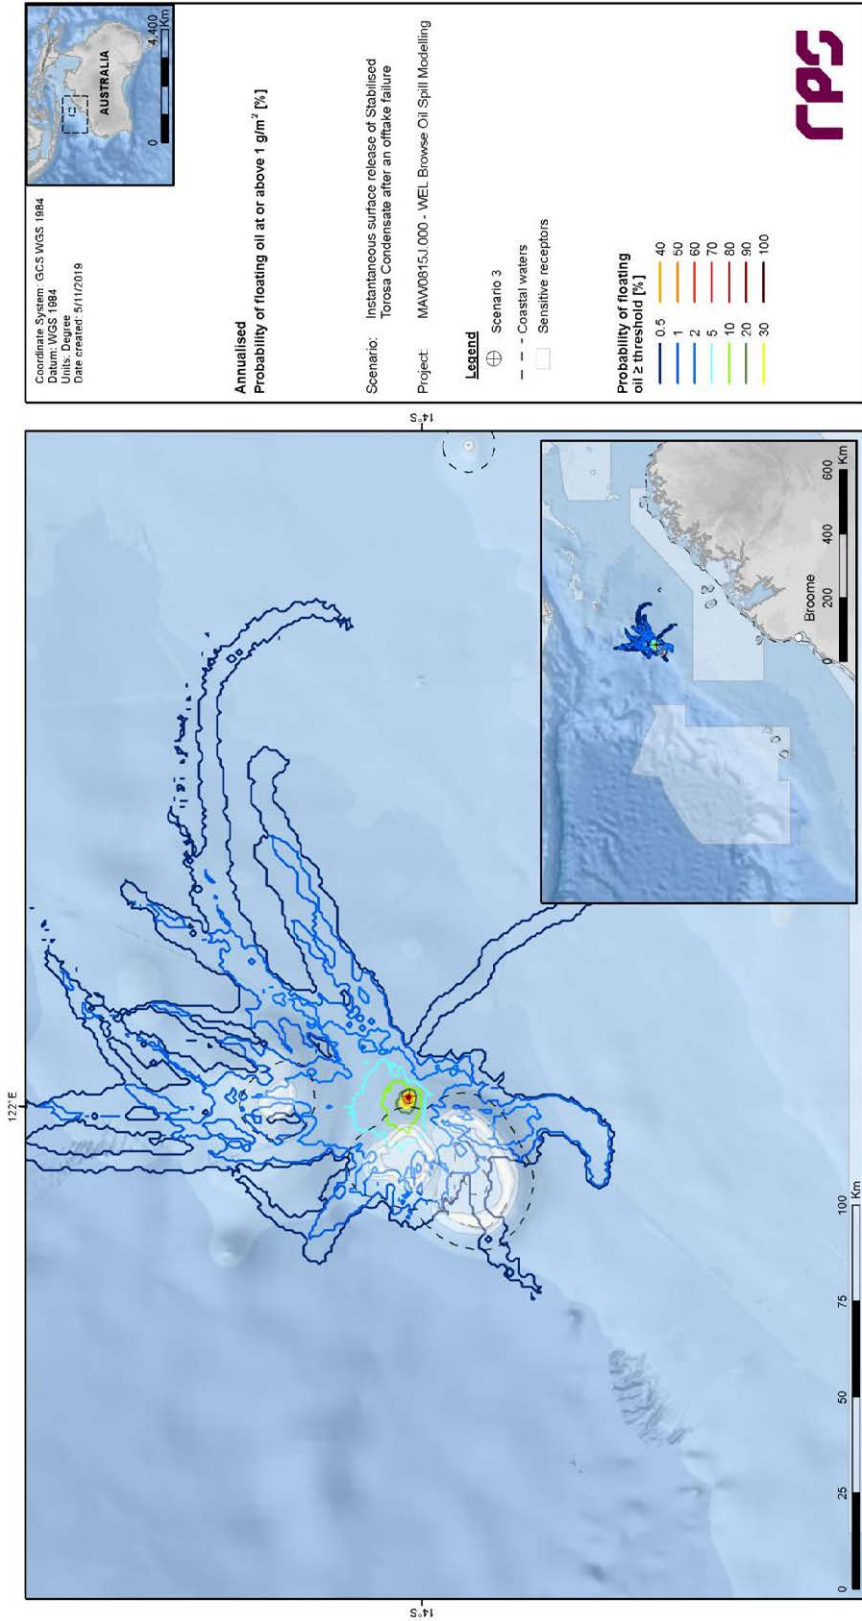 Coordinate System: GCS WGS 1984
Datum: WGS 1984
Units: Degree
Date created: 5/11/2019
AUSTRALIA
0
4,400
Km
Annualised
Probability of floating oil at or above 1 g/m² [%]
Scenario: Instantaneous surface release of Stabilised
Torosa Condensate after an offtake failure
Project: MAW0815J.000 - WEL Browse Oil Spill Modelling
Legend
Scenario 3
Coastal waters
Sensitive receptors
Probability of floating
oil ≥ threshold [%]
0.5
1
2
5
10
20
30
40
50
60
70
80
90
100
rps
122°E
14°S
14°S
0
25
50
75
100
Km
Broome
0
200
400
600
Km